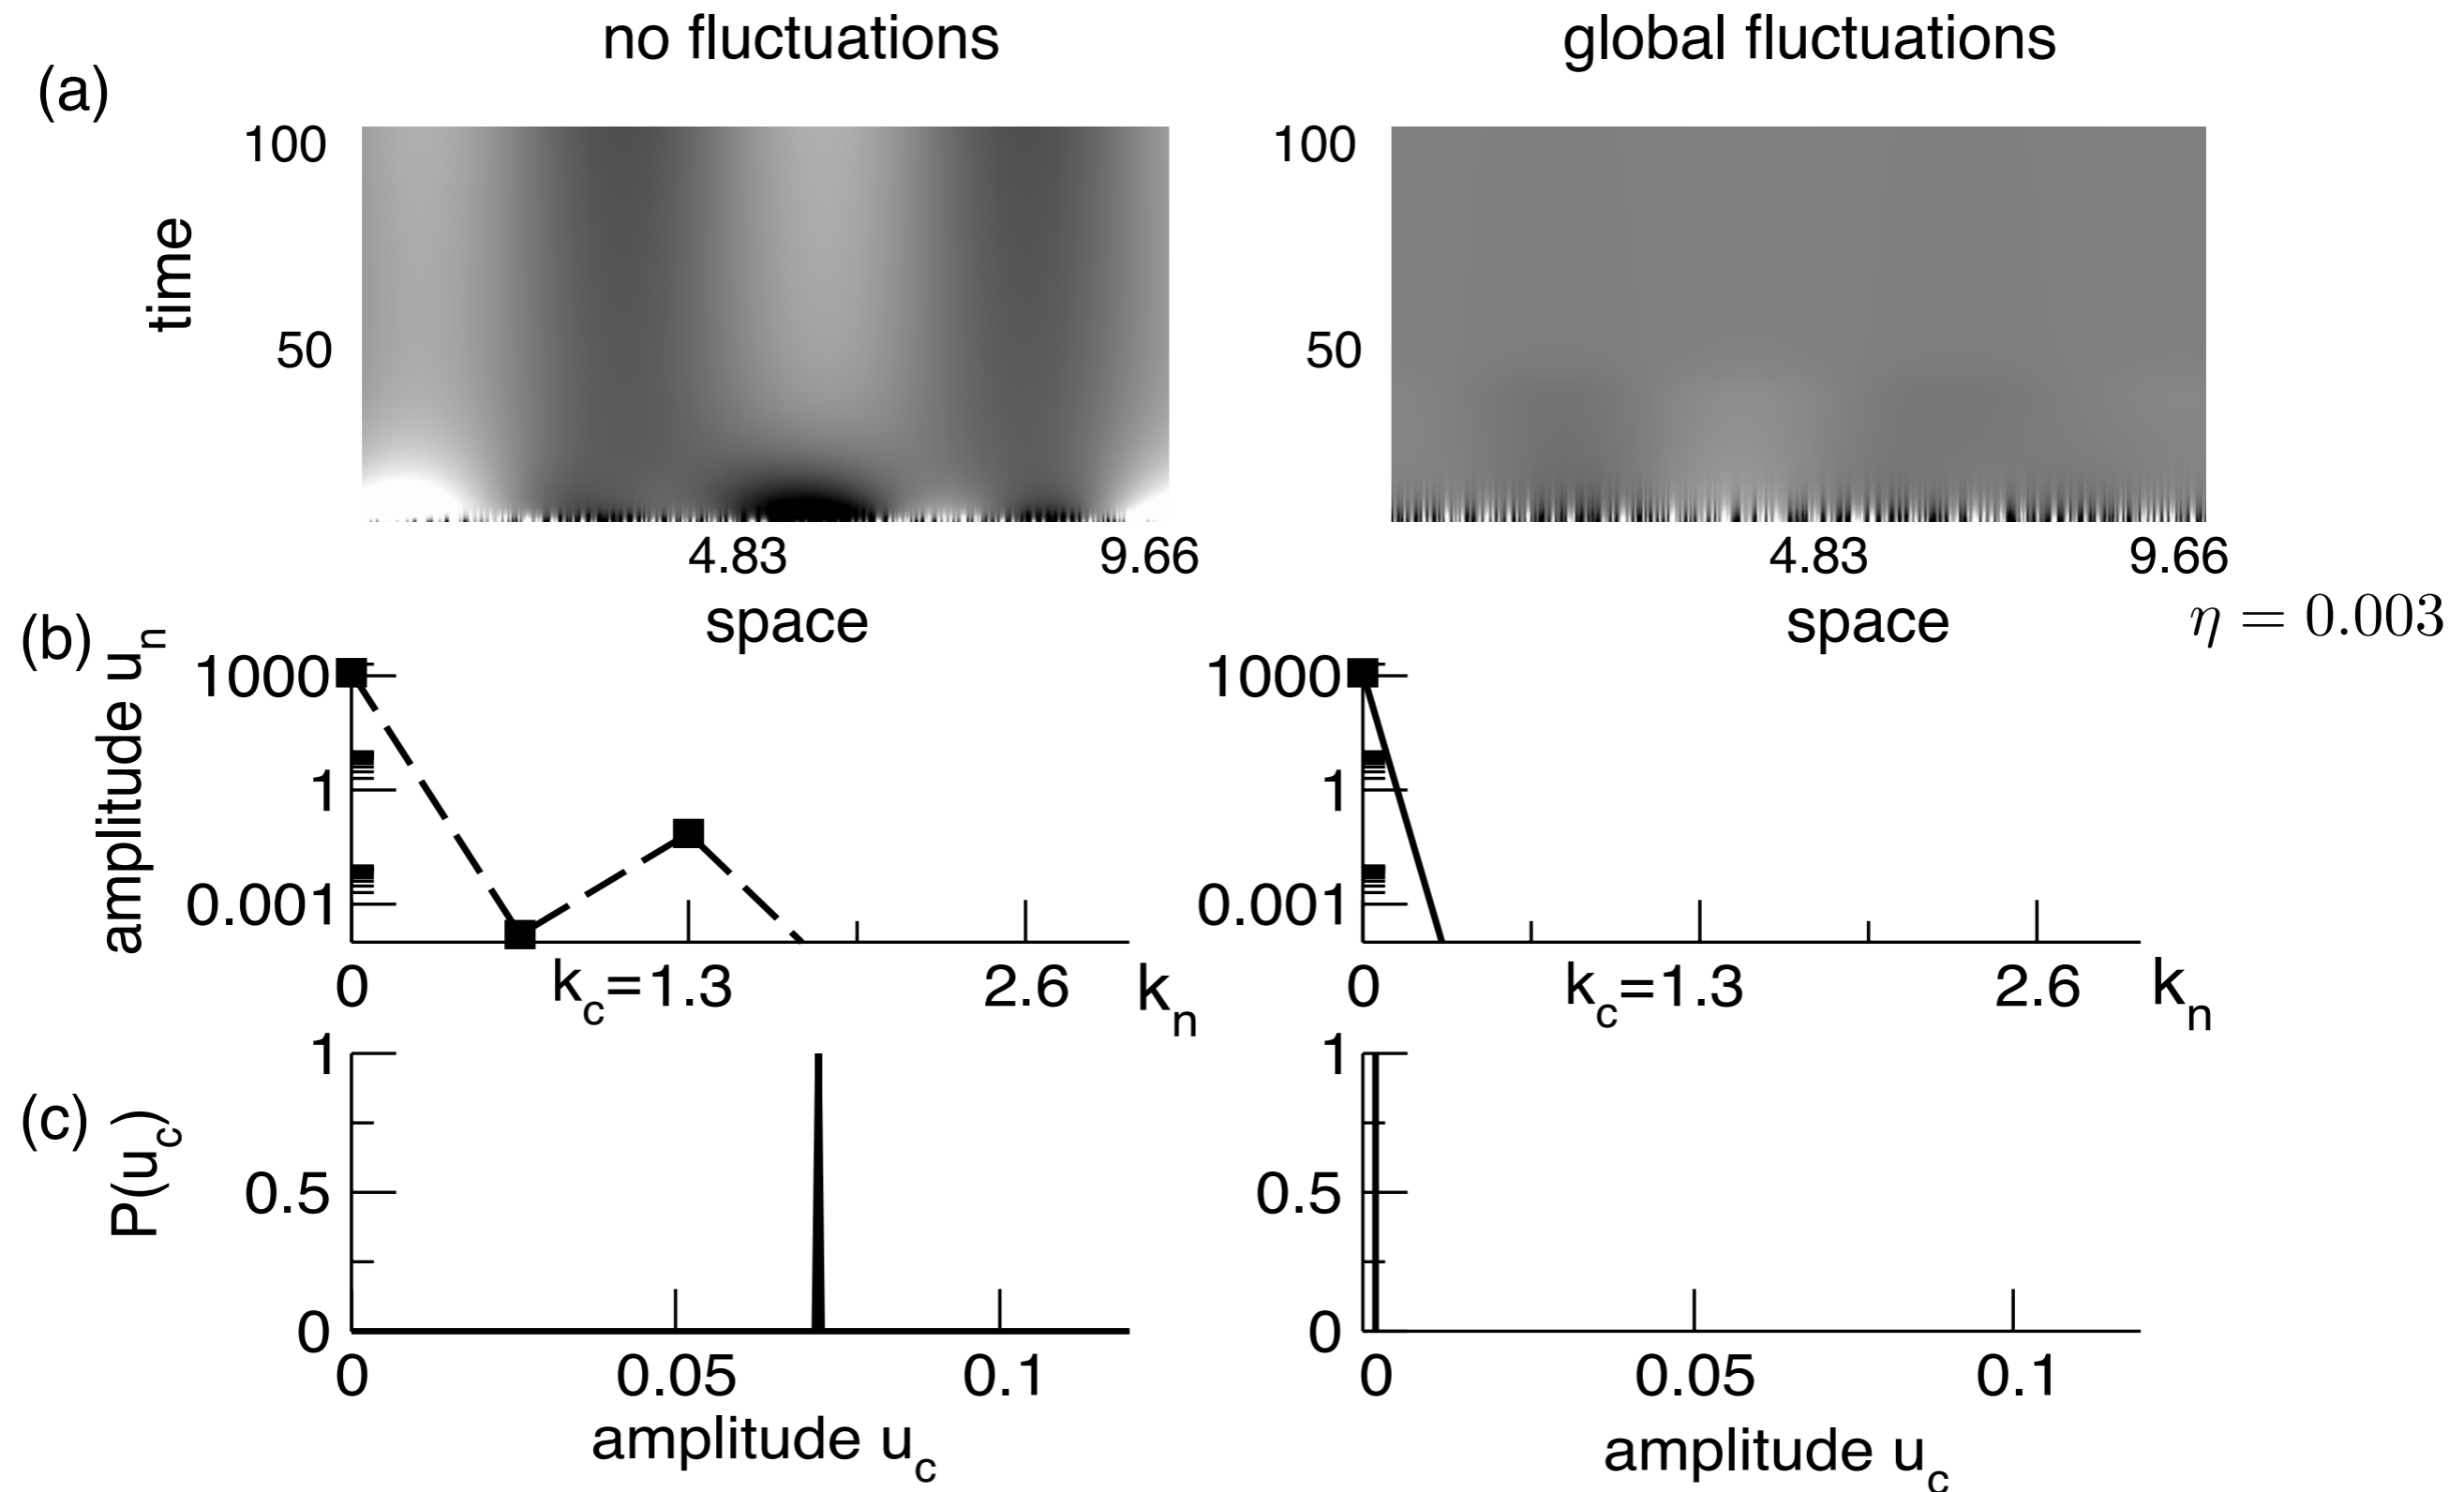 no fluctuations
global fluctuations
(a)
100
50
time
4.83
9.66
space
100
50
4.83
9.66
space
η = 0.003
(b)
amplitude u_n
1000
1
0.001
0
k_c=1.3
2.6
k_n
1000
1
0.001
0
k_c=1.3
2.6
k_n
(c)
P(u_c)
1
0.5
0
0
0.05
0.1
amplitude u_c
1
0.5
0
0
0.05
0.1
amplitude u_c